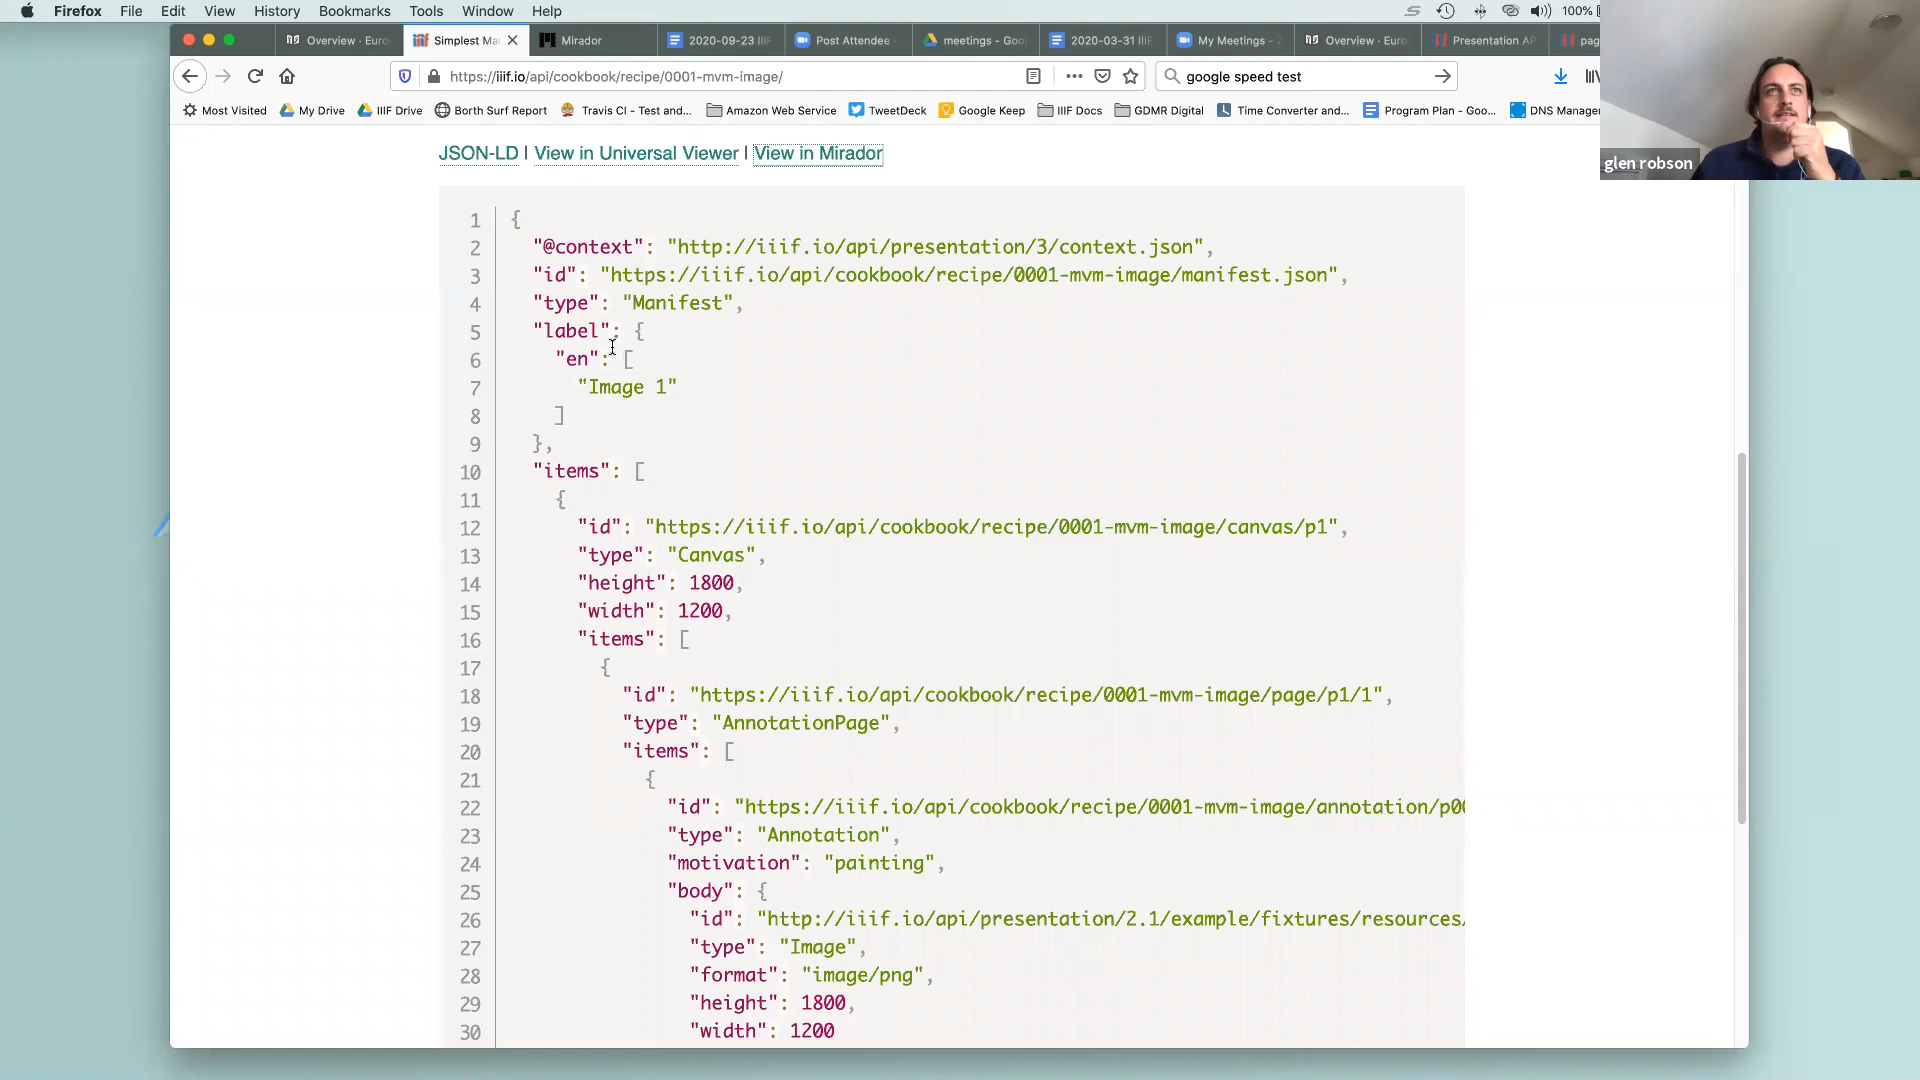 Firefox File Edit View History Bookmarks Tools Window Help 100%
Overview · Euro Simplest Ma Mirador 2020-09-23 IIIF Post Attendee meetings - Goo 2020-03-31 IIIF My Meetings - Z Overview · Euro Presentation AP pag
https://iiif.io/api/cookbook/recipe/0001-mvm-image/ google speed test
Most Visited My Drive IIIF Drive Borth Surf Report Travis CI - Test and... Amazon Web Service TweetDeck Google Keep IIIF Docs GDMR Digital Time Converter and... Program Plan - Goo... DNS Manage
glen robson
JSON-LD | View in Universal Viewer | View in Mirador
1 {
2 "@context": "http://iiif.io/api/presentation/3/context.json",
3 "id": "https://iiif.io/api/cookbook/recipe/0001-mvm-image/manifest.json",
4 "type": "Manifest",
5 "label": {
6 "en": [
7 "Image 1"
8 ]
9 },
10 "items": [
11 {
12 "id": "https://iiif.io/api/cookbook/recipe/0001-mvm-image/canvas/p1",
13 "type": "Canvas",
14 "height": 1800,
15 "width": 1200,
16 "items": [
17 {
18 "id": "https://iiif.io/api/cookbook/recipe/0001-mvm-image/page/p1/1",
19 "type": "AnnotationPage",
20 "items": [
21 {
22 "id": "https://iiif.io/api/cookbook/recipe/0001-mvm-image/annotation/p00
23 "type": "Annotation",
24 "motivation": "painting",
25 "body": {
26 "id": "http://iiif.io/api/presentation/2.1/example/fixtures/resources/
27 "type": "Image",
28 "format": "image/png",
29 "height": 1800,
30 "width": 1200